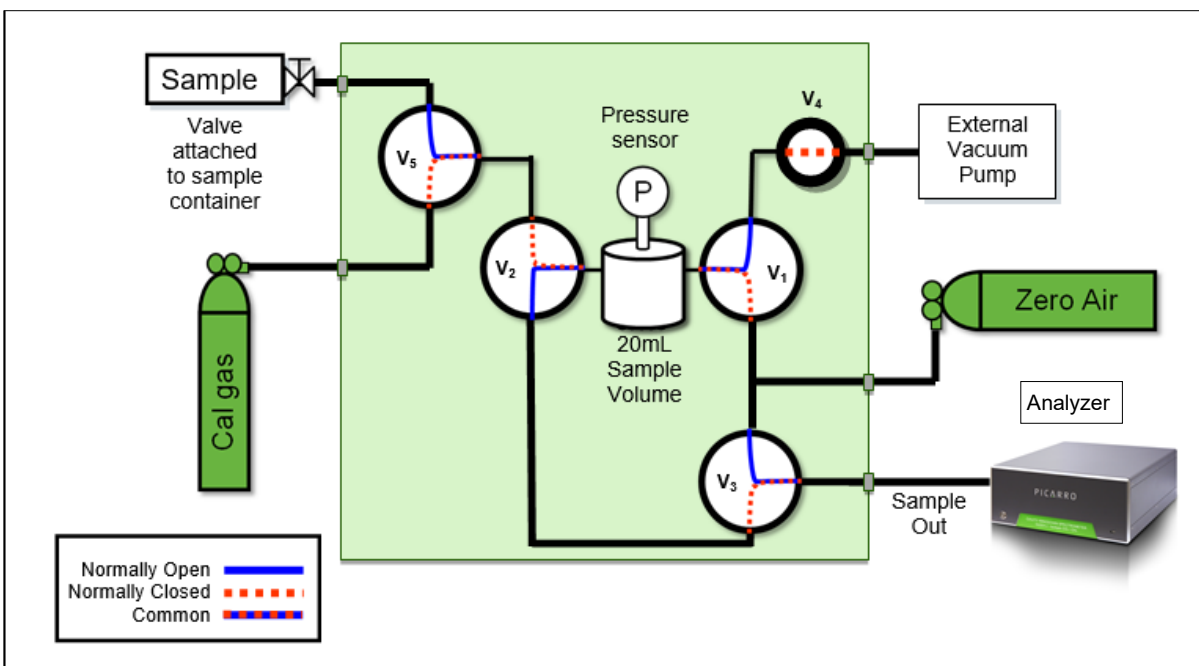 Sample
Valve
attached
to sample
container
V5
Cal gas
V2
Pressure
sensor
P
20mL
Sample
Volume
V4
V1
External
Vacuum
Pump
Zero Air
Analyzer
V3
Sample
Out
PICARRO
Normally Open
Normally Closed
Common